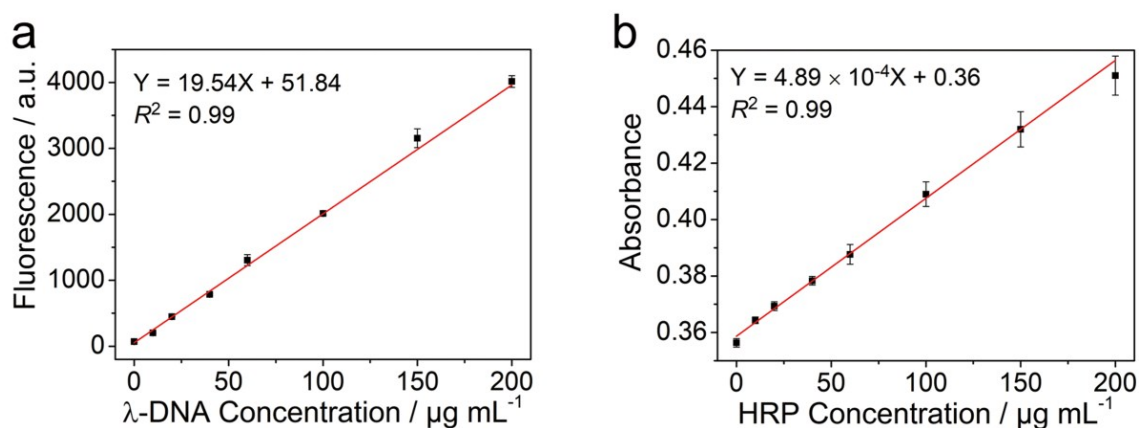 a
Y = 19.54X + 51.84
R² = 0.99
4000
3000
2000
1000
0
Fluorescence / a.u.
0 50 100 150 200
λ-DNA Concentration / µg mL⁻¹
b
Y = 4.89 × 10⁻⁴X + 0.36
R² = 0.99
0.46
0.44
0.42
0.40
0.38
0.36
Absorbance
0 50 100 150 200
HRP Concentration / µg mL⁻¹